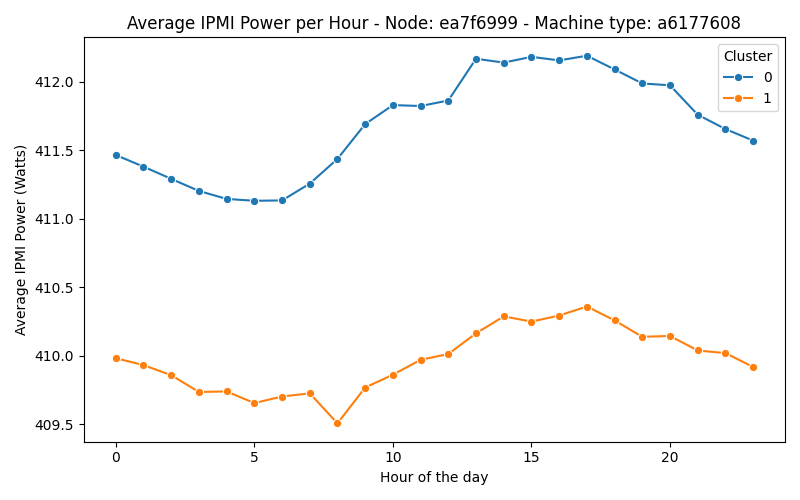 Average IPMI Power per Hour - Node: ea7f6999 - Machine type: a6177608
Average IPMI Power (Watts)
412.0
411.5
411.0
410.5
410.0
409.5
Cluster
0
1
0 5 10 15 20
Hour of the day